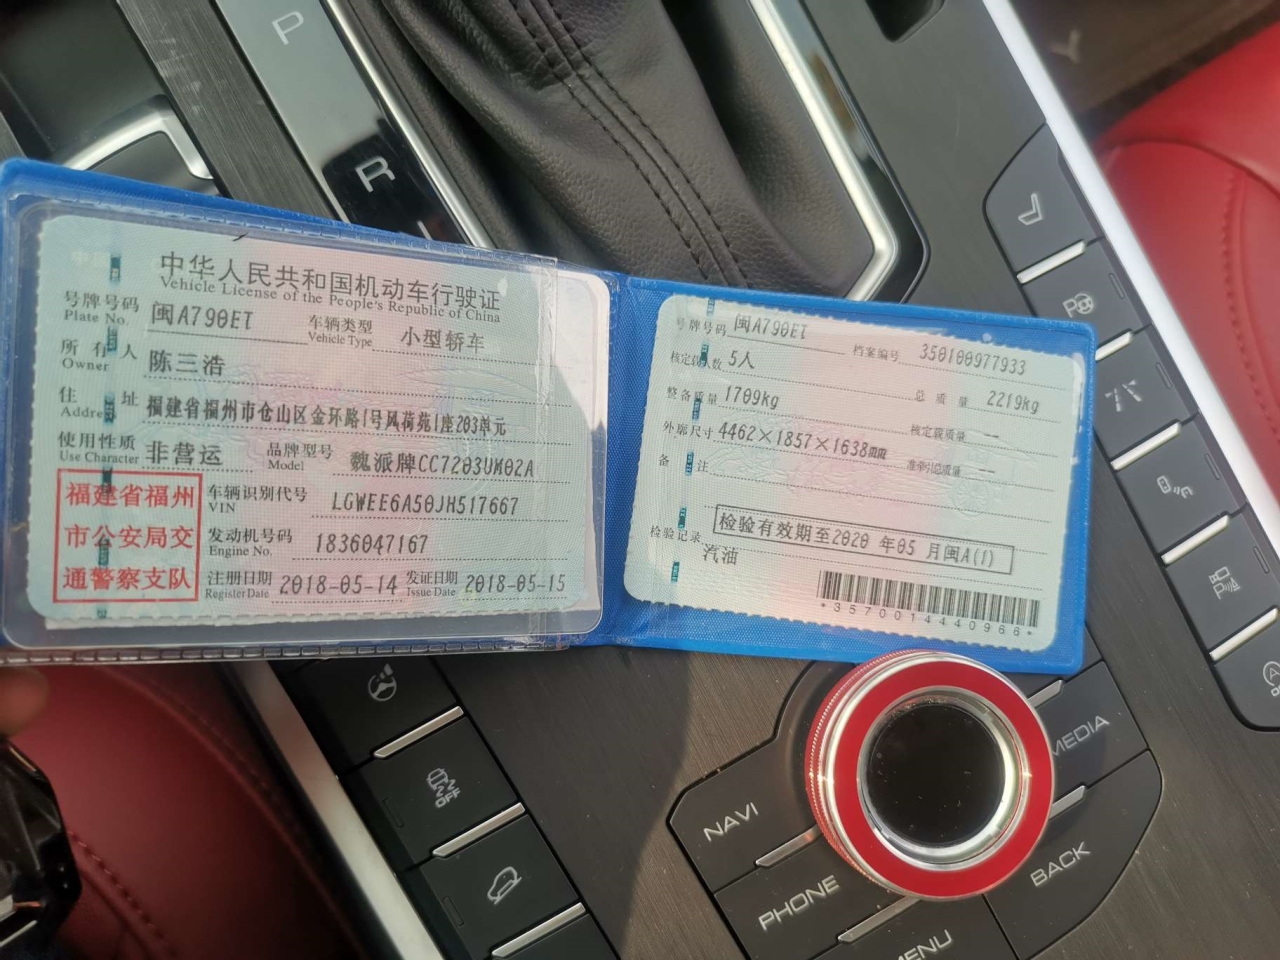 P
R
中华人民共和国机动车行驶证
Vehicle License of the People's Republic of China
号牌号码 闽A790ET 车辆类型 小型轿车
Plate No. Vehicle Type
所有人 陈三浩
Owner
住址 福建省福州市仓山区金环路1号风荷苑1座203单元
Address
使用性质 非营运 品牌型号 魏派牌CC7203UM02A
Use Character Model
福建省福州
市公安局交
通警察支队
车辆识别代号 LGWEE6A50JH517667
VIN
发动机号码 1836047167
Engine No.
注册日期 2018-05-14 发证日期 2018-05-15
Register Date Issue Date
号牌号码 闽A790ET 档案编号 350100977933
核定载人数 5人 总质量 2219kg
整备质量 1709kg 核定载质量 --
外廓尺寸 4462×1857×1638mm 准牵引总质量 --
备注
检验有效期至2020 年05 月闽A(1)
检验记录
汽油
*3570014440966*
OFF
NAVI
MEDIA
PHONE
BACK
MENU